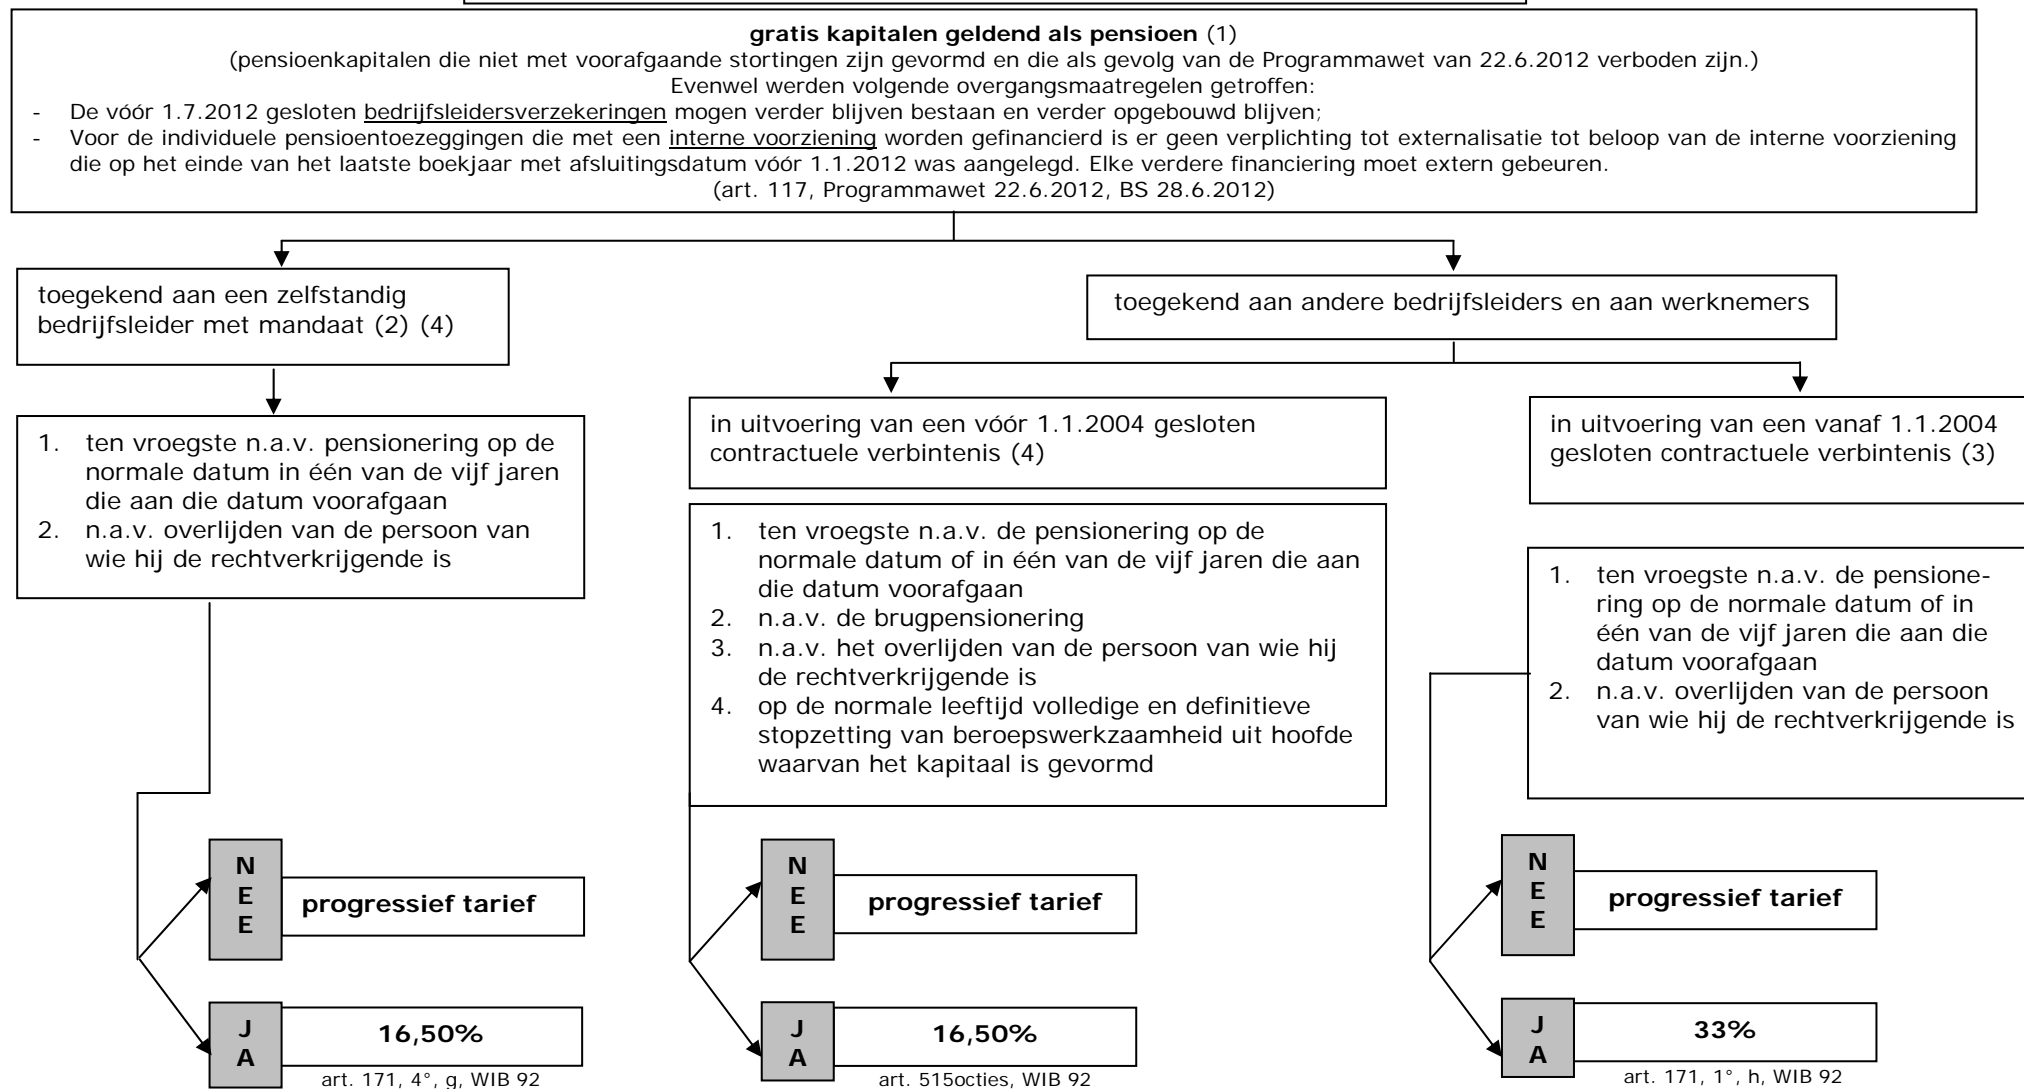 gratis kapitalen geldend als pensioen (1)
(pensioenkapitalen die niet met voorafgaande stortingen zijn gevormd en die als gevolg van de Programmawet van 22.6.2012 verboden zijn.)
Evenwel werden volgende overgangsmaatregelen getroffen:
- De vóór 1.7.2012 gesloten bedrijfsleidersverzekeringen mogen verder blijven bestaan en verder opgebouwd blijven;
- Voor de individuele pensioentoezeggingen die met een interne voorziening worden gefinancierd is er geen verplichting tot externalisatie tot beloop van de interne voorziening
die op het einde van het laatste boekjaar met afsluitingsdatum vóór 1.1.2012 was aangelegd. Elke verdere financiering moet extern gebeuren.
(art. 117, Programmawet 22.6.2012, BS 28.6.2012)
toegekend aan een zelfstandig
bedrijfsleider met mandaat (2) (4)
toegekend aan andere bedrijfsleiders en aan werknemers
1. ten vroegste n.a.v. pensionering op de
normale datum in één van de vijf jaren
die aan die datum voorafgaan
2. n.a.v. overlijden van de persoon van
wie hij de rechtverkrijgende is
in uitvoering van een vóór 1.1.2004 gesloten
contractuele verbintenis (4)
in uitvoering van een vanaf 1.1.2004
gesloten contractuele verbintenis (3)
1. ten vroegste n.a.v. de pensionering op de
normale datum of in één van de vijf jaren die aan
die datum voorafgaan
2. n.a.v. de brugpensionering
3. n.a.v. het overlijden van de persoon van wie hij
de rechtverkrijgende is
4. op de normale leeftijd volledige en definitieve
stopzetting van beroepswerkzaamheid uit hoofde
waarvan het kapitaal is gevormd
1. ten vroegste n.a.v. de pensione-
ring op de normale datum of in
één van de vijf jaren die aan die
datum voorafgaan
2. n.a.v. overlijden van de persoon
van wie hij de rechtverkrijgende is
N
E
E
progressief tarief
N
E
E
progressief tarief
N
E
E
progressief tarief
J
A
16,50%
art. 171, 4°, g, WIB 92
J
A
16,50%
art. 515octies, WIB 92
J
A
33%
art. 171, 1°, h, WIB 92